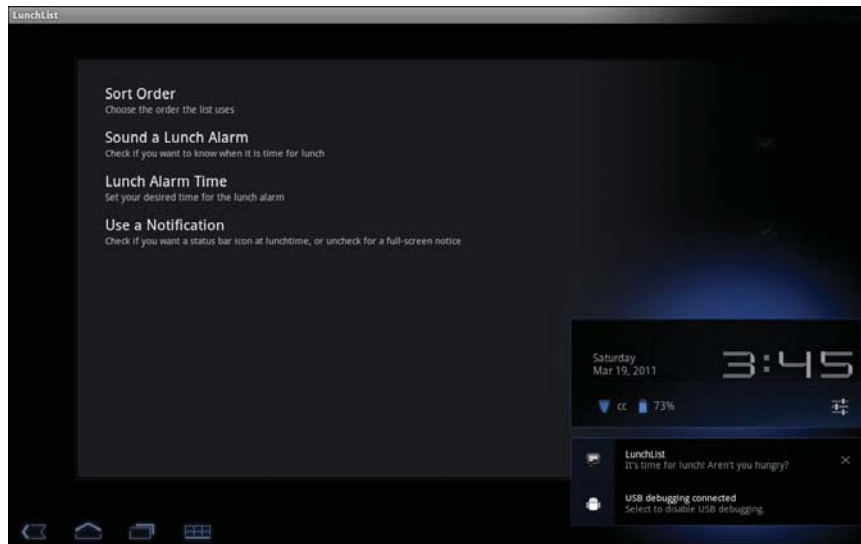 LunchList
Sort Order
Choose the order the list uses
Sound a Lunch Alarm
Check if you want to know when it is time for lunch
Lunch Alarm Time
Set your desired time for the lunch alarm
Use a Notification
Check if you want a status bar icon at lunchtime, or uncheck for a full-screen notice
Saturday
Mar 19, 2011
3:45
cc 73%
LunchList
It's time for lunch! Aren't you hungry?
USB debugging connected
Select to disable USB debugging.